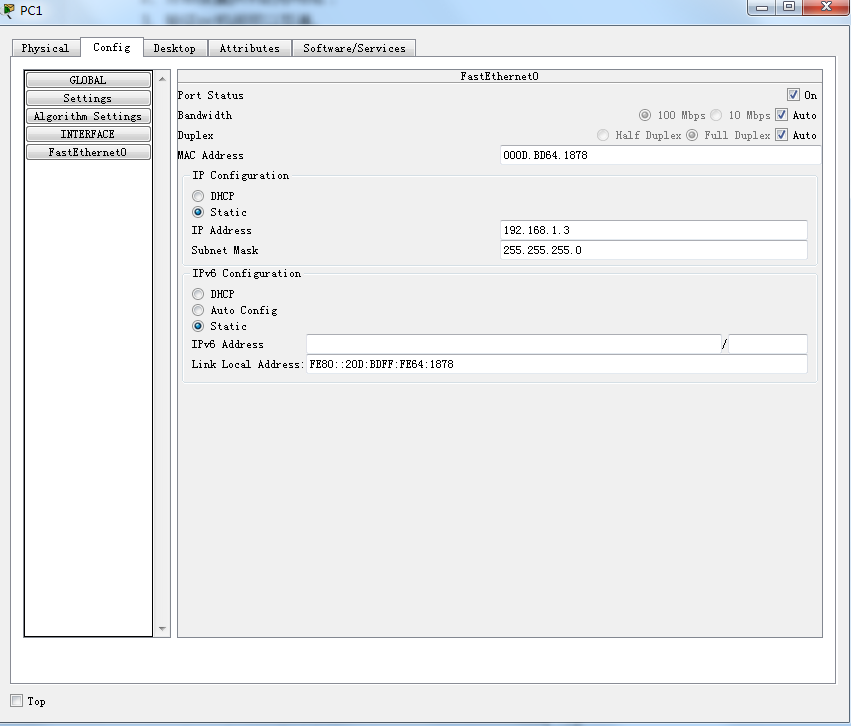 PC1
Physical Config Desktop Attributes Software/Services
GLOBAL
Settings
Algorithm Settings
INTERFACE
FastEthernet0
FastEthernet0
Port Status On
Bandwidth 100 Mbps 10 Mbps Auto
Duplex Half Duplex Full Duplex Auto
MAC Address 000D.BD64.1878
IP Configuration
DHCP
Static
IP Address 192.168.1.3
Subnet Mask 255.255.255.0
IPv6 Configuration
DHCP
Auto Config
Static
IPv6 Address /
Link Local Address: FE80::20D:BDFF:FE64:1878
Top